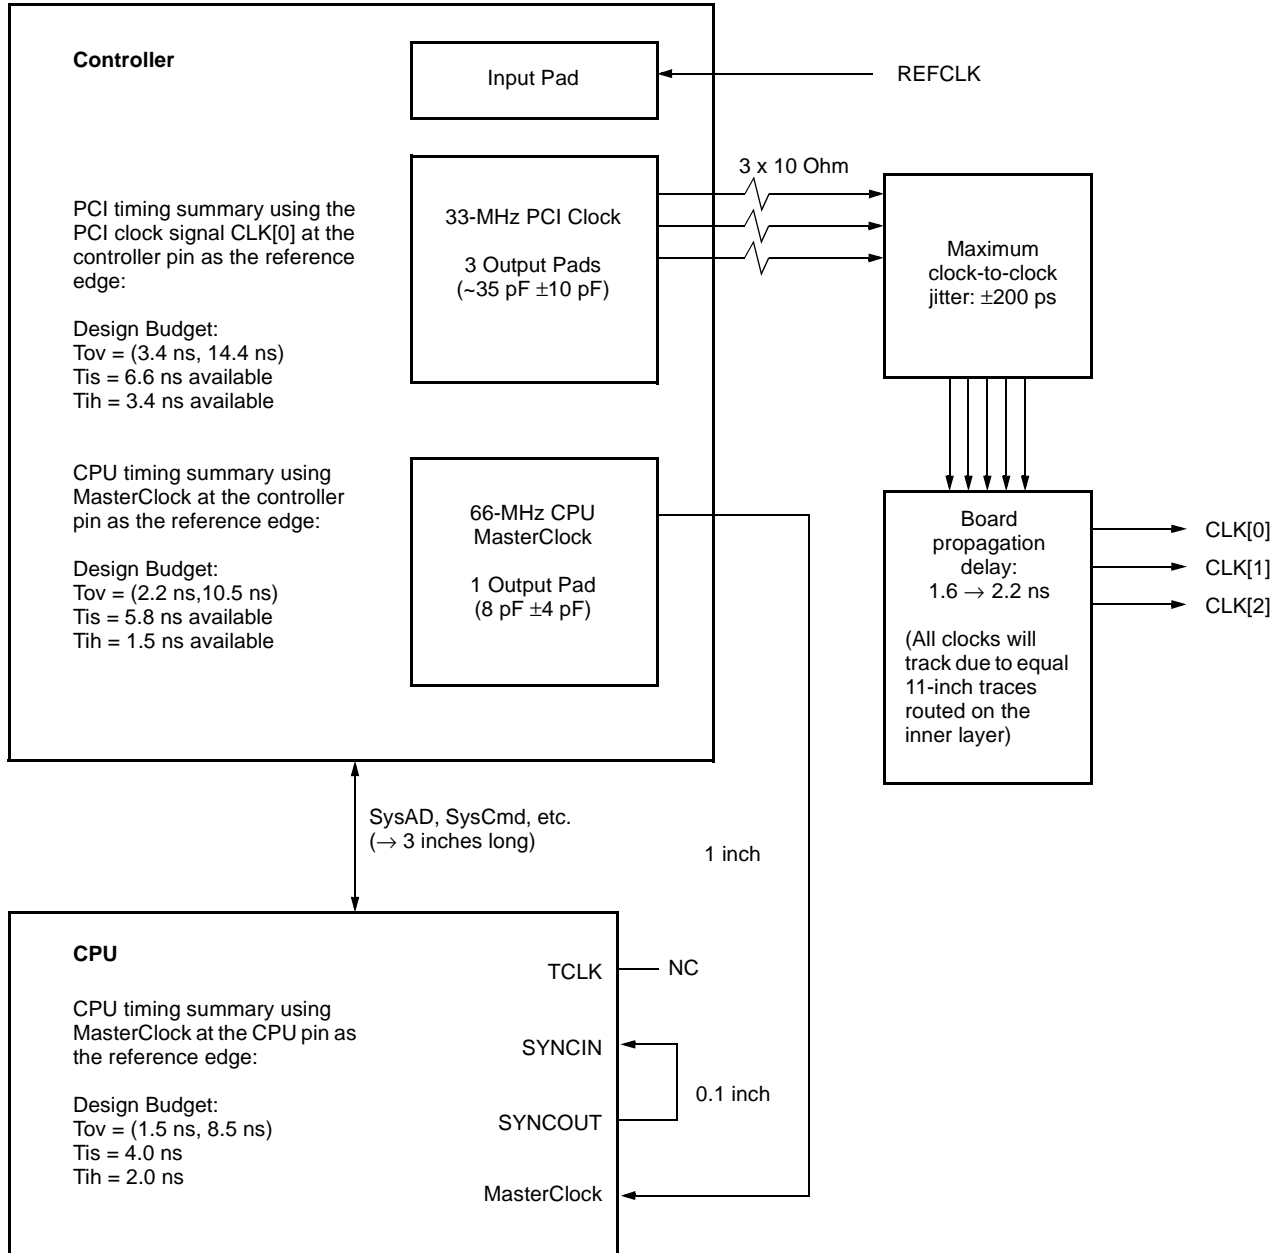 Controller
Input Pad
REFCLK
3 x 10 Ohm
PCI timing summary using the
PCI clock signal CLK[0] at the
controller pin as the reference
edge:
Design Budget:
Tov = (3.4 ns, 14.4 ns)
Tis = 6.6 ns available
Tih = 3.4 ns available
33-MHz PCI Clock
3 Output Pads
(~35 pF ±10 pF)
Maximum
clock-to-clock
jitter: ±200 ps
CPU timing summary using
MasterClock at the controller
pin as the reference edge:
Design Budget:
Tov = (2.2 ns,10.5 ns)
Tis = 5.8 ns available
Tih = 1.5 ns available
66-MHz CPU
MasterClock
1 Output Pad
(8 pF ±4 pF)
Board
propagation
delay:
1.6 → 2.2 ns
(All clocks will
track due to equal
11-inch traces
routed on the
inner layer)
CLK[0]
CLK[1]
CLK[2]
SysAD, SysCmd, etc.
(→ 3 inches long)
1 inch
CPU
CPU timing summary using
MasterClock at the CPU pin as
the reference edge:
Design Budget:
Tov = (1.5 ns, 8.5 ns)
Tis = 4.0 ns
Tih = 2.0 ns
TCLK
NC
SYNCIN
0.1 inch
SYNCOUT
MasterClock